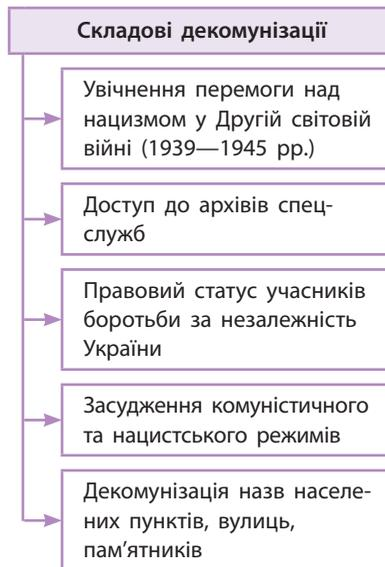 Складові декомунізації
Увічнення перемоги над
нацизмом у Другій світовій
війні (1939—1945 рр.)
Доступ до архівів спец-
служб
Правовий статус учасників
боротьби за незалежність
України
Засудження комуністичного
та нацистського режимів
Декомунізація назв населе-
них пунктів, вулиць,
пам’ятників